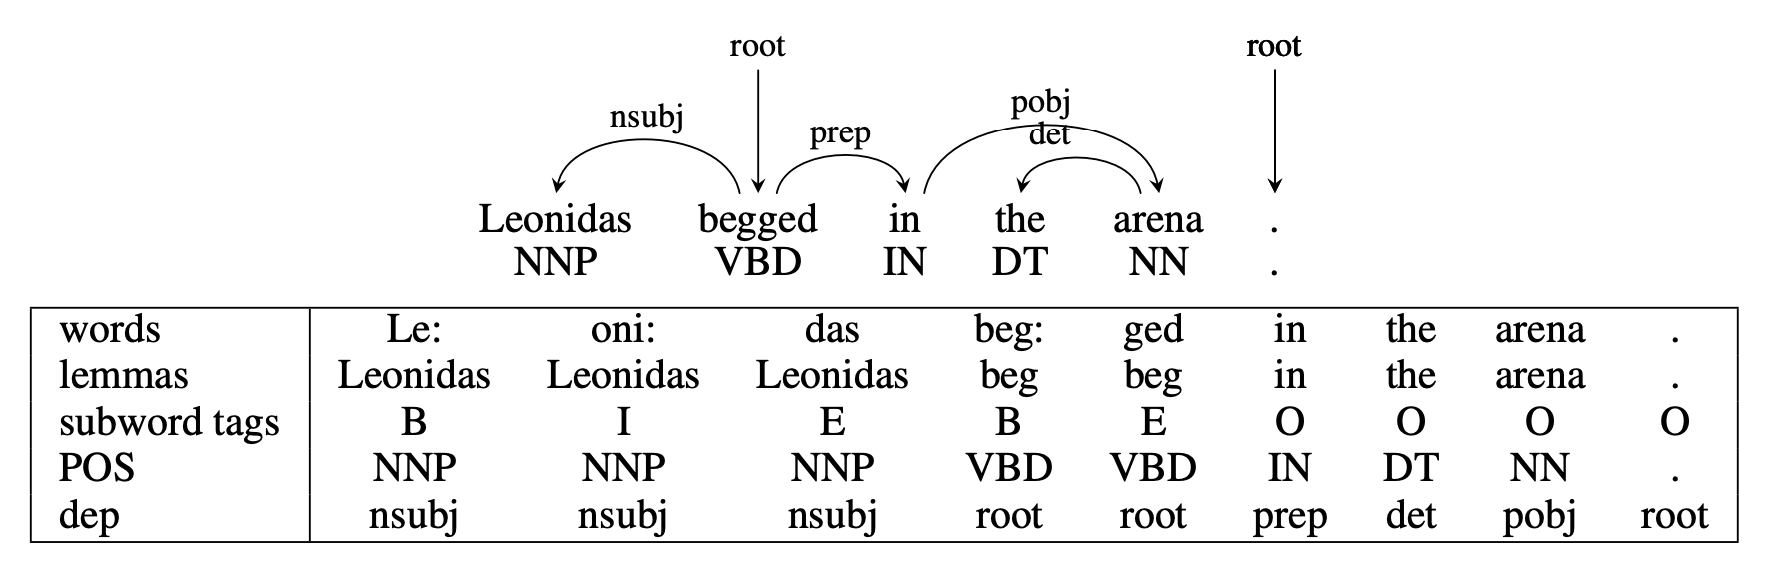 root root
pobj
nsubj prep det
Leonidas begged in the arena .
NNP VBD IN DT NN .
words Le: oni: das beg: ged in the arena .
lemmas Leonidas Leonidas Leonidas beg beg in the arena .
subword tags B I E B E O O O O
POS NNP NNP NNP VBD VBD IN DT NN .
dep nsubj nsubj nsubj root root prep det pobj root